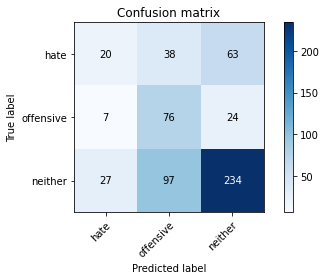 Confusion matrix
hate 20 38 63
offensive 7 76 24
neither 27 97 234
hate offensive neither
True label
Predicted label
200
150
100
50